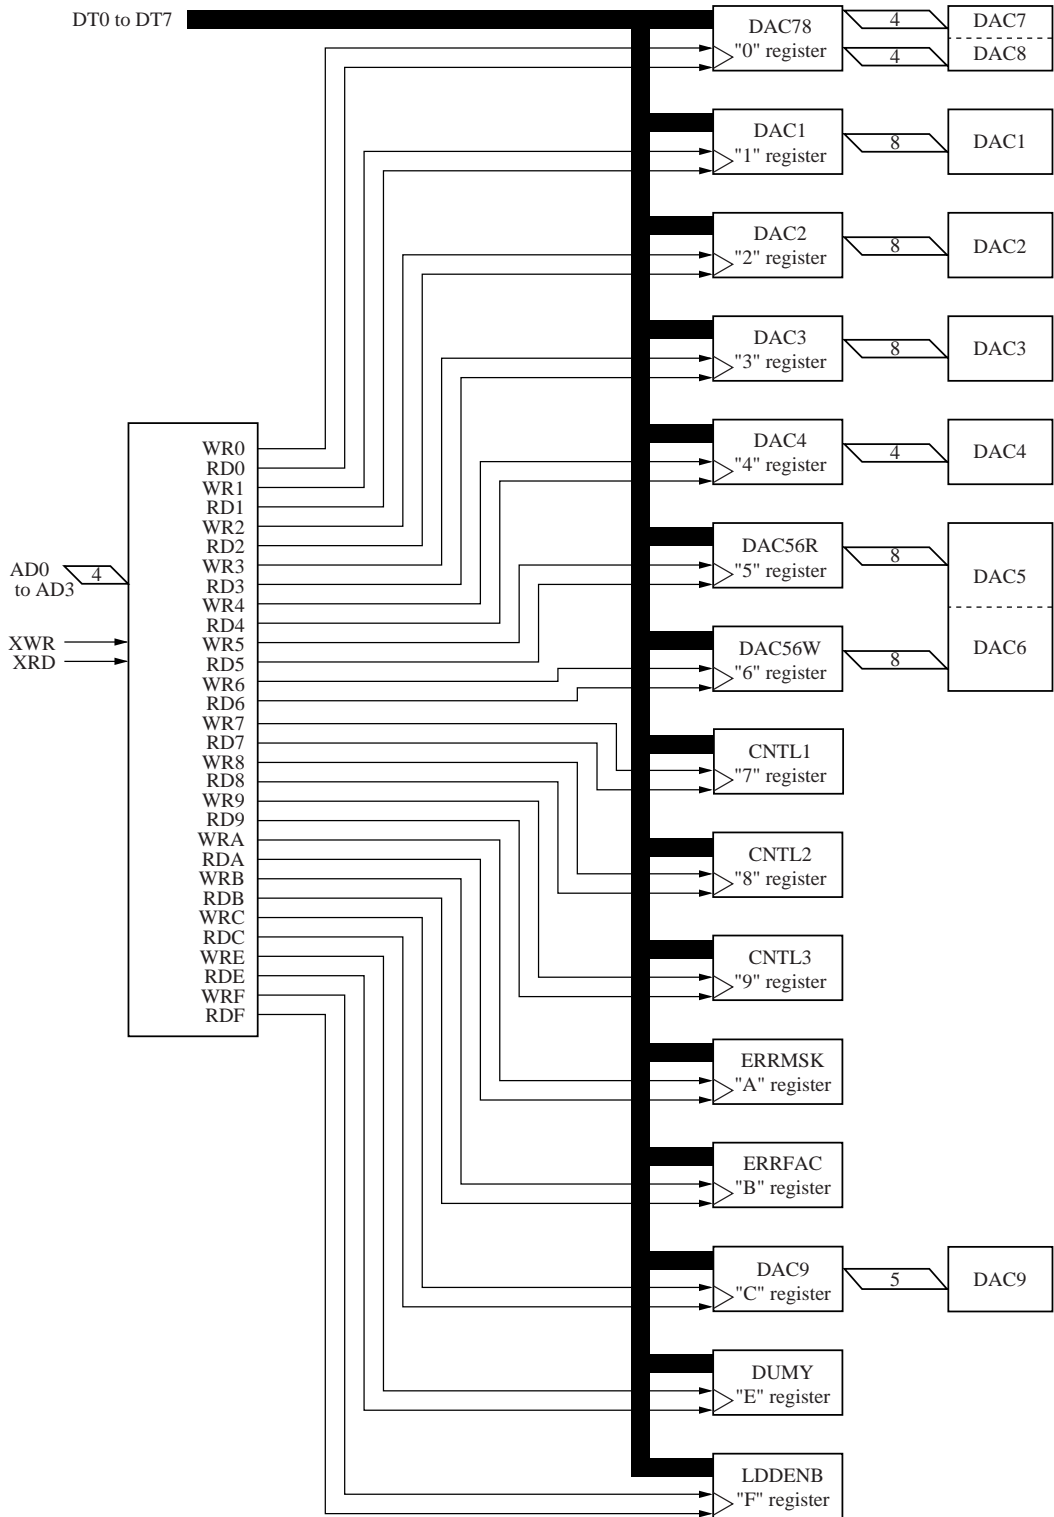 DT0 to DT7
DAC78
"0" register
4
4
DAC7
DAC8
DAC1
"1" register
8
DAC1
DAC2
"2" register
8
DAC2
DAC3
"3" register
8
DAC3
DAC4
"4" register
4
DAC4
DAC56R
"5" register
8
DAC5
DAC56W
"6" register
8
DAC6
CNTL1
"7" register
CNTL2
"8" register
CNTL3
"9" register
ERRMSK
"A" register
ERRFAC
"B" register
DAC9
"C" register
5
DAC9
DUMY
"E" register
LDDENB
"F" register
AD0
to AD3
4
XWR
XRD
WR0
RD0
WR1
RD1
WR2
RD2
WR3
RD3
WR4
RD4
WR5
RD5
WR6
RD6
WR7
RD7
WR8
RD8
WR9
RD9
WRA
RDA
WRB
RDB
WRC
RDC
WRE
RDE
WRF
RDF